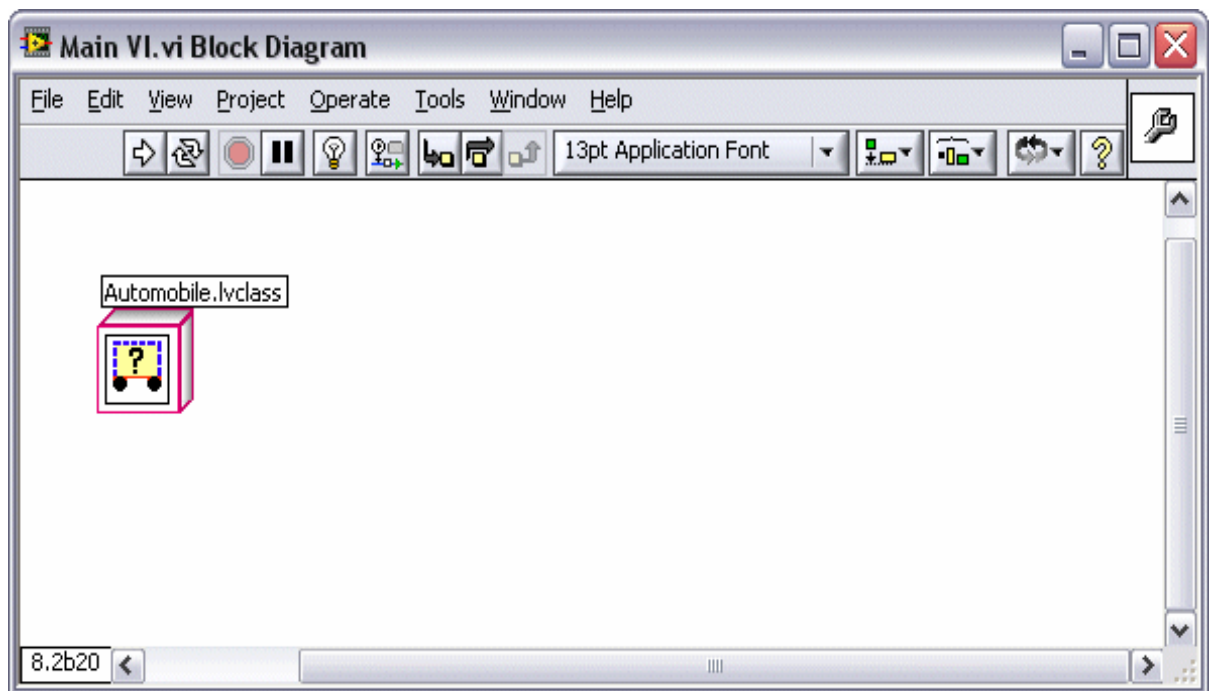 Main VI.vi Block Diagram
File Edit View Project Operate Tools Window Help
13pt Application Font
?
Automobile.lvclass
?
8.2b20